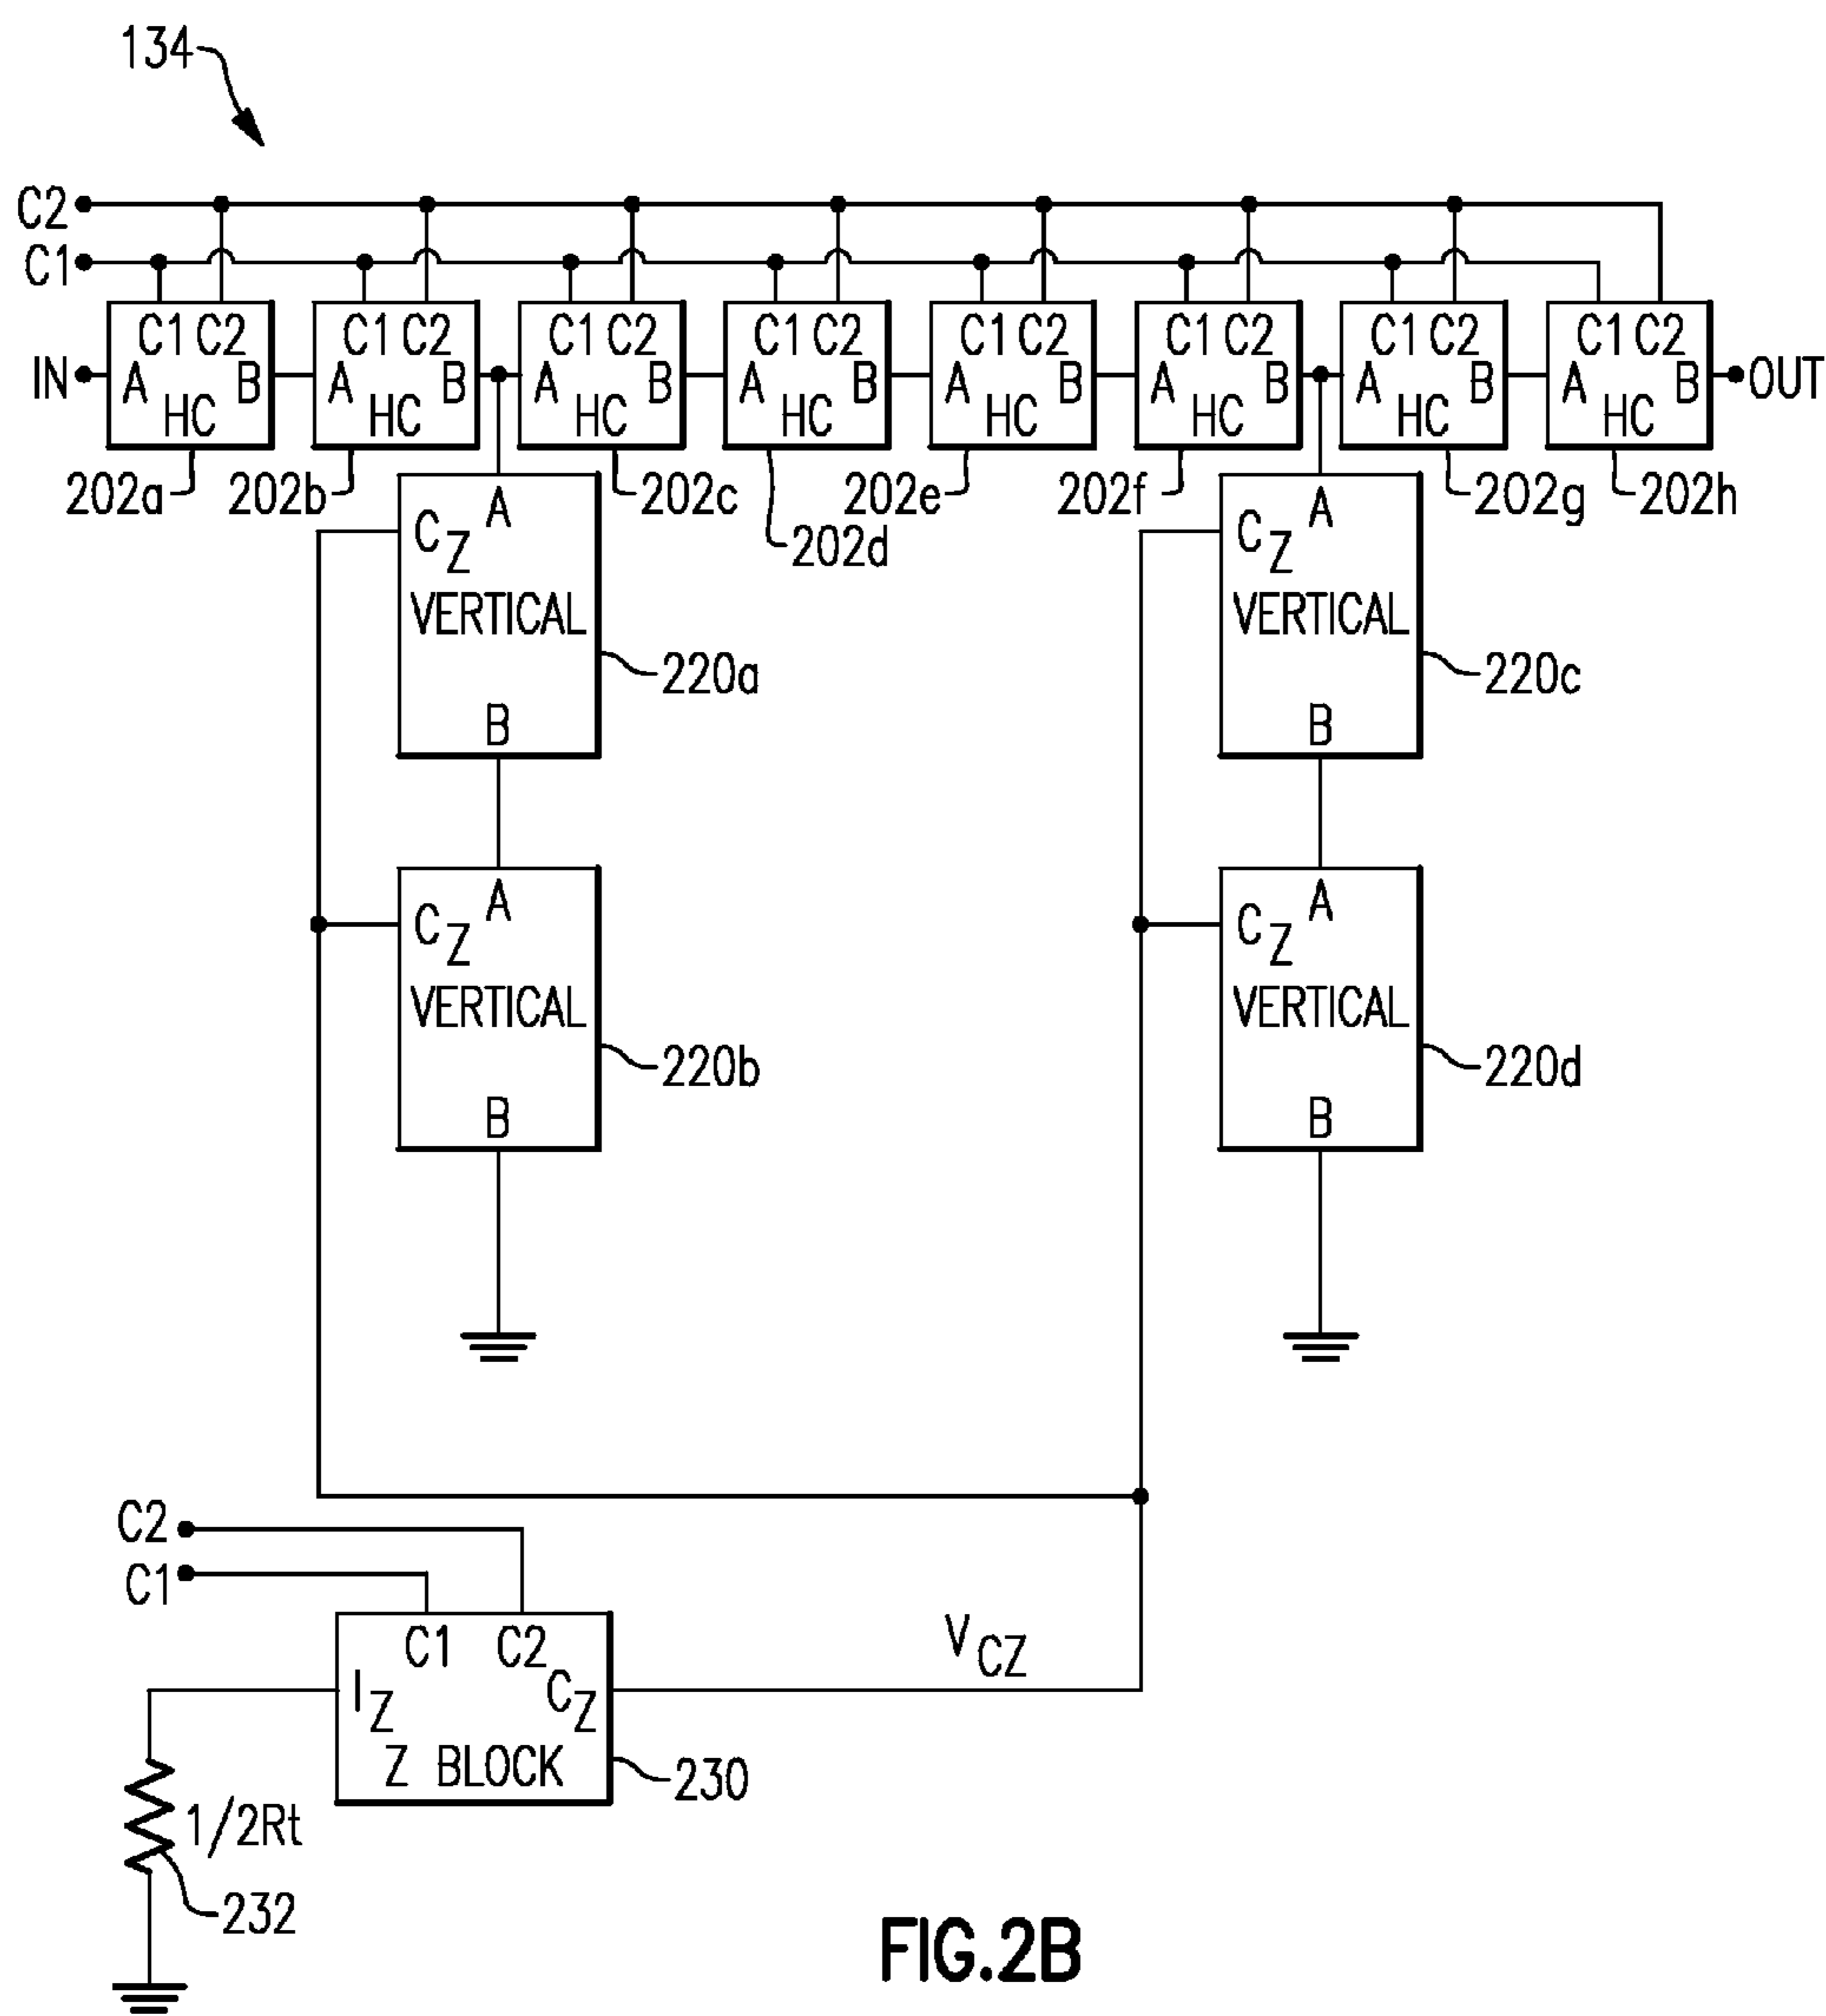 134
C2
C1
C1 C2 C1 C2 C1 C2 C1 C2 C1 C2 C1 C2 C1 C2 C1 C2
IN A B A B A B A B A B A B A B A B OUT
HC HC HC HC HC HC HC HC
202a 202b 202c 202d 202e 202f 202g 202h
A A
CZ CZ
VERTICAL VERTICAL
220a 220c
B B
A A
CZ CZ
VERTICAL VERTICAL
220b 220d
B B
C2
C1
C1 C2
VCZ
IZ CZ
Z BLOCK
230
1/2Rt
232
FIG.2B